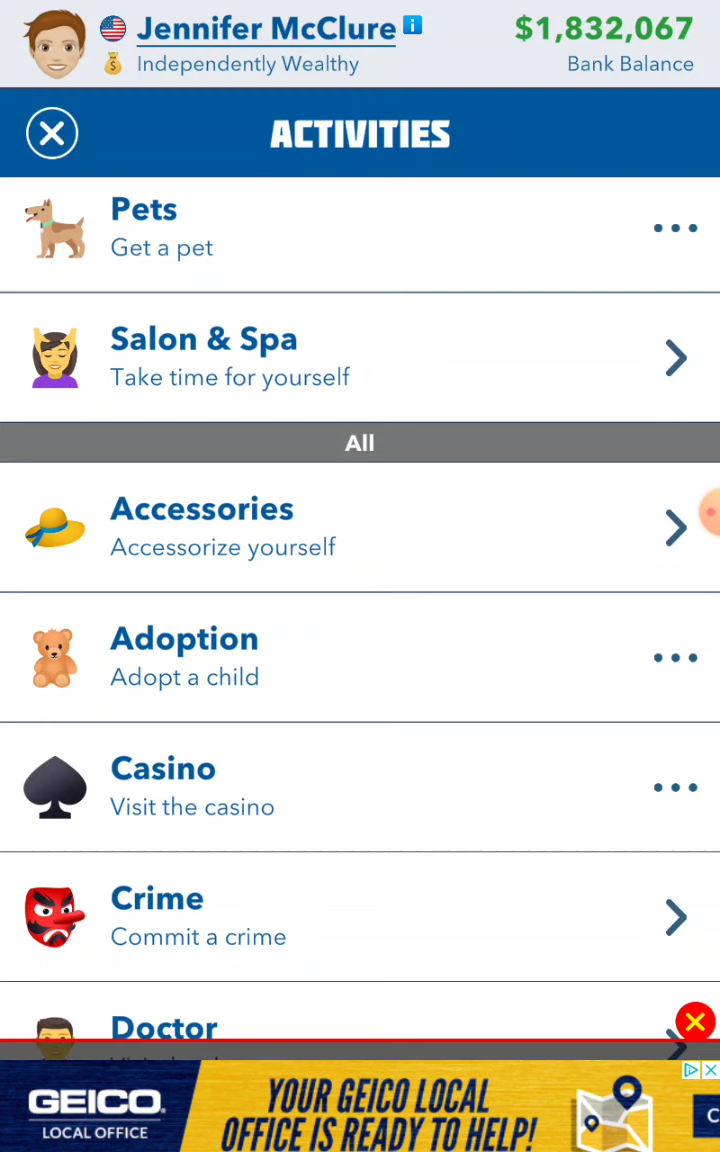 Jennifer McClure i
$1,832,067
Independently Wealthy
Bank Balance
ACTIVITIES
Pets
Get a pet
Salon & Spa
Take time for yourself
All
Accessories
Accessorize yourself
Adoption
Adopt a child
Casino
Visit the casino
Crime
Commit a crime
Doctor
GEICO.
LOCAL OFFICE
YOUR GEICO LOCAL
OFFICE IS READY TO HELP!